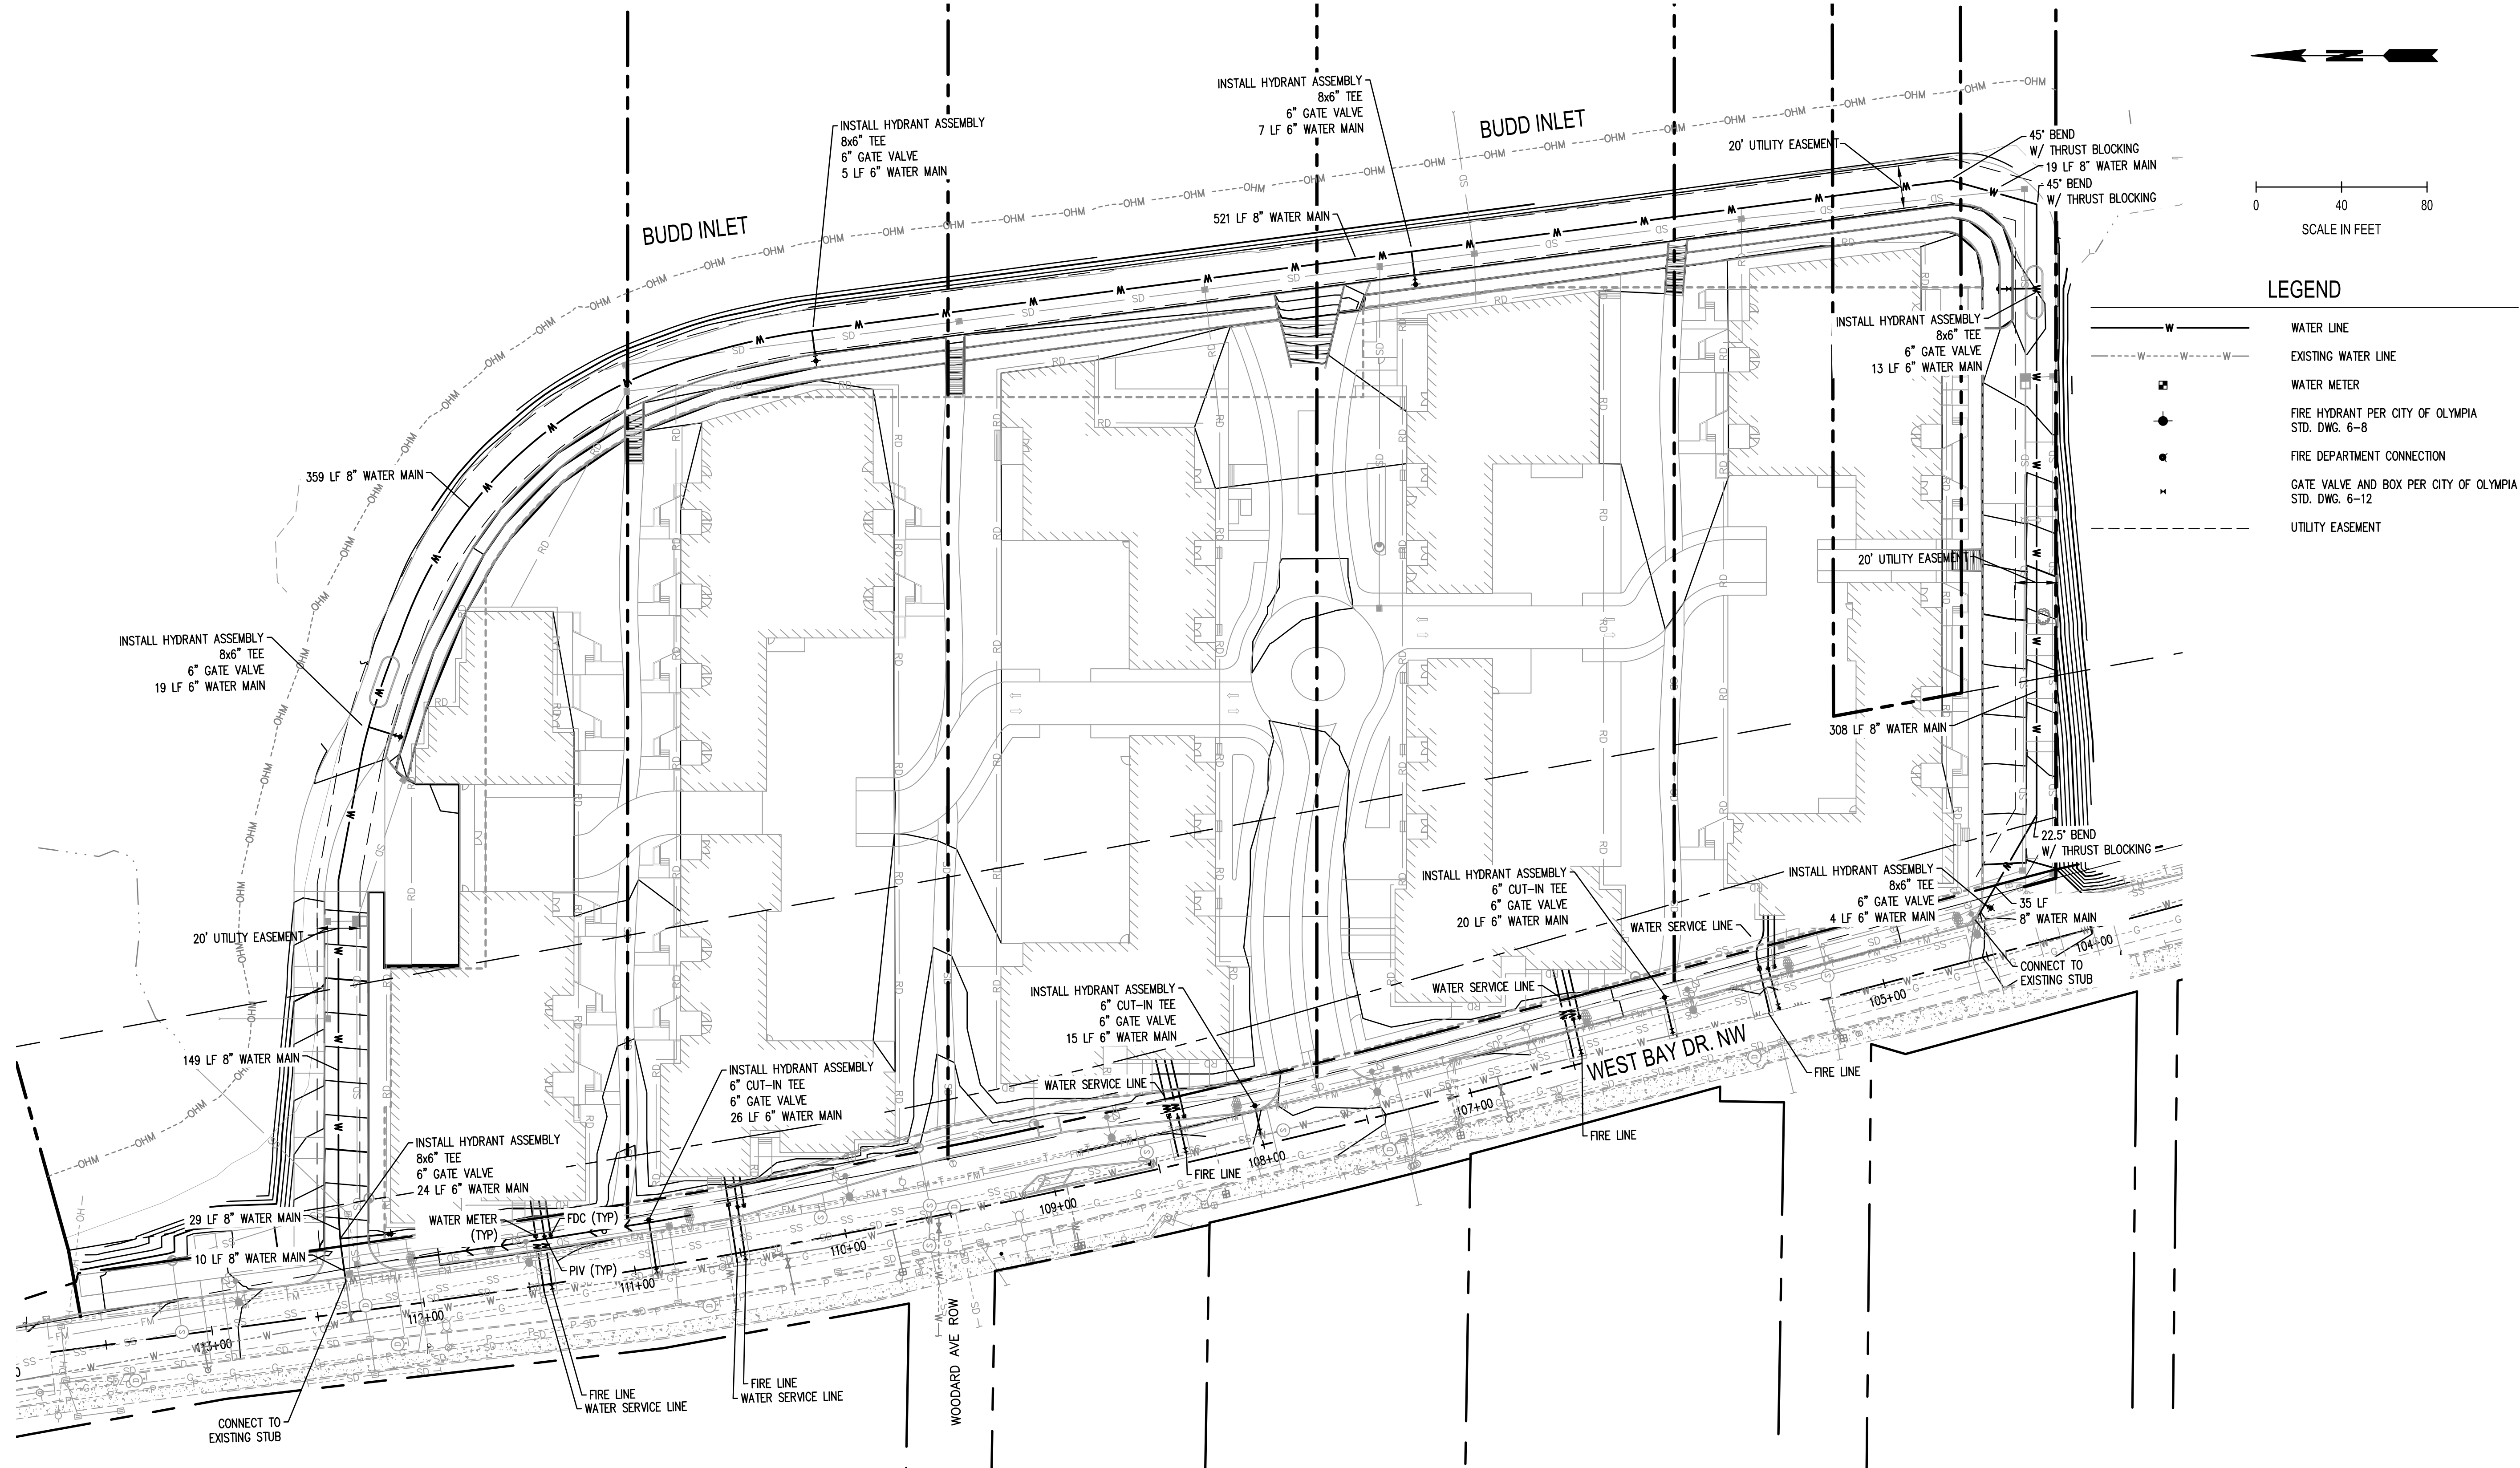 BUDD INLET
BUDD INLET
INSTALL HYDRANT ASSEMBLY
8x6" TEE
6" GATE VALVE
5 LF 6" WATER MAIN
INSTALL HYDRANT ASSEMBLY
8x6" TEE
6" GATE VALVE
7 LF 6" WATER MAIN
521 LF 8" WATER MAIN
20' UTILITY EASEMENT
45° BEND
W/ THRUST BLOCKING
19 LF 8" WATER MAIN
45° BEND
W/ THRUST BLOCKING
N
0 40 80
SCALE IN FEET
LEGEND
WATER LINE
EXISTING WATER LINE
WATER METER
FIRE HYDRANT PER CITY OF OLYMPIA
STD. DWG. 6-8
FIRE DEPARTMENT CONNECTION
GATE VALVE AND BOX PER CITY OF OLYMPIA
STD. DWG. 6-12
UTILITY EASEMENT
INSTALL HYDRANT ASSEMBLY
8x6" TEE
6" GATE VALVE
13 LF 6" WATER MAIN
359 LF 8" WATER MAIN
20' UTILITY EASEMENT
INSTALL HYDRANT ASSEMBLY
8x6" TEE
6" GATE VALVE
19 LF 6" WATER MAIN
308 LF 8" WATER MAIN
22.5° BEND
W/ THRUST BLOCKING
INSTALL HYDRANT ASSEMBLY
6" CUT-IN TEE
6" GATE VALVE
20 LF 6" WATER MAIN
INSTALL HYDRANT ASSEMBLY
8x6" TEE
6" GATE VALVE
4 LF 6" WATER MAIN
35 LF
8" WATER MAIN
WATER SERVICE LINE
20' UTILITY EASEMENT
104+00
CONNECT TO
EXISTING STUB
WATER SERVICE LINE
INSTALL HYDRANT ASSEMBLY
6" CUT-IN TEE
6" GATE VALVE
15 LF 6" WATER MAIN
105+00
WEST BAY DR. NW
149 LF 8" WATER MAIN
INSTALL HYDRANT ASSEMBLY
6" CUT-IN TEE
6" GATE VALVE
26 LF 6" WATER MAIN
WATER SERVICE LINE
FIRE LINE
107+00
FIRE LINE
INSTALL HYDRANT ASSEMBLY
8x6" TEE
6" GATE VALVE
24 LF 6" WATER MAIN
108+00
FIRE LINE
29 LF 8" WATER MAIN
WATER METER
(TYP)
FDC (TYP)
109+00
10 LF 8" WATER MAIN
PIV (TYP)
110+00
111+00
112+00
113+00
WOODARD AVE ROW
FIRE LINE
WATER SERVICE LINE
FIRE LINE
WATER SERVICE LINE
CONNECT TO
EXISTING STUB